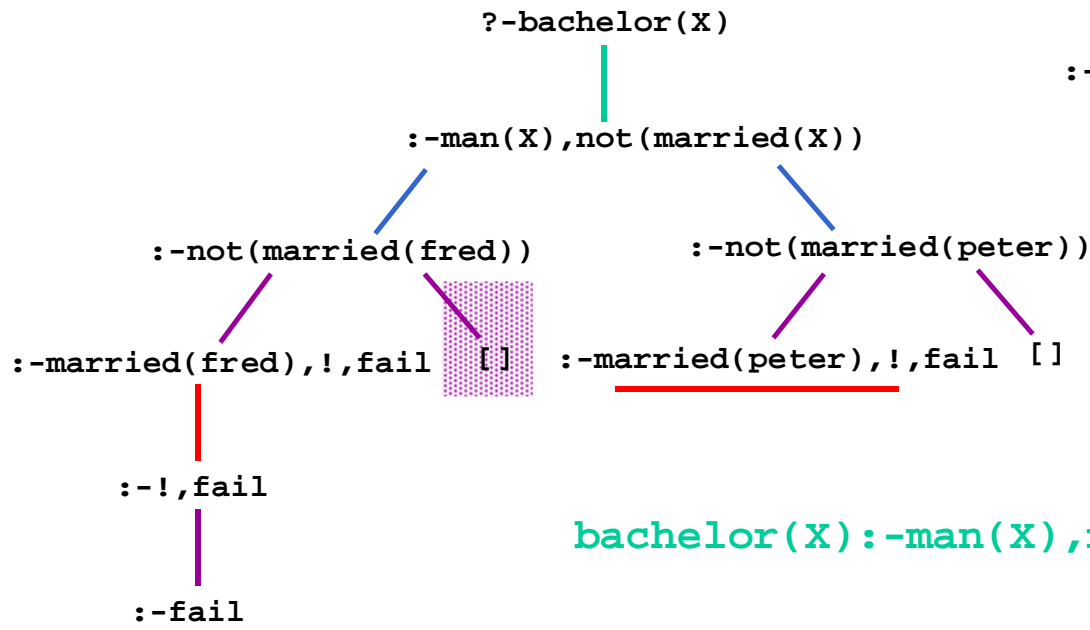 ?-bachelor(X)
:-
:-man(X),not(married(X))
:-not(married(fred)) :-not(married(peter))
:-married(fred),!,fail [] :-married(peter),!,fail []
:-!,fail
bachelor(X):-man(X),
:-fail